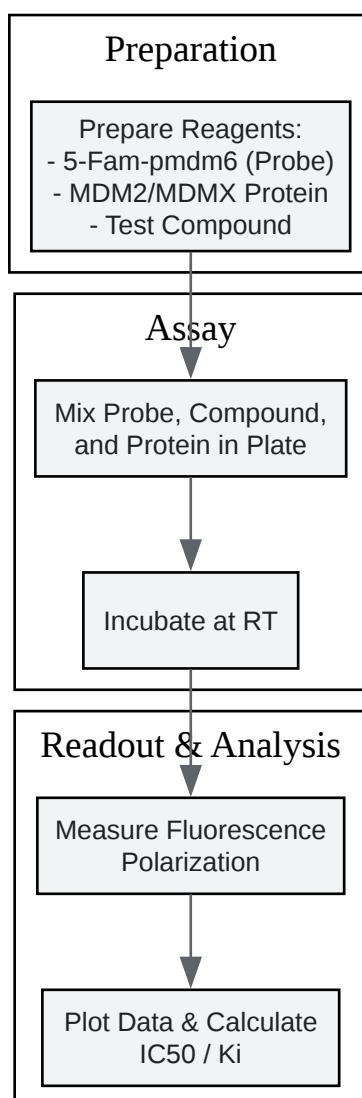 Preparation
Prepare Reagents:
- 5-Fam-pmdm6 (Probe)
- MDM2/MDMX Protein
- Test Compound
Assay
Mix Probe, Compound,
and Protein in Plate
Incubate at RT
Readout & Analysis
Measure Fluorescence
Polarization
Plot Data & Calculate
IC50 / Ki